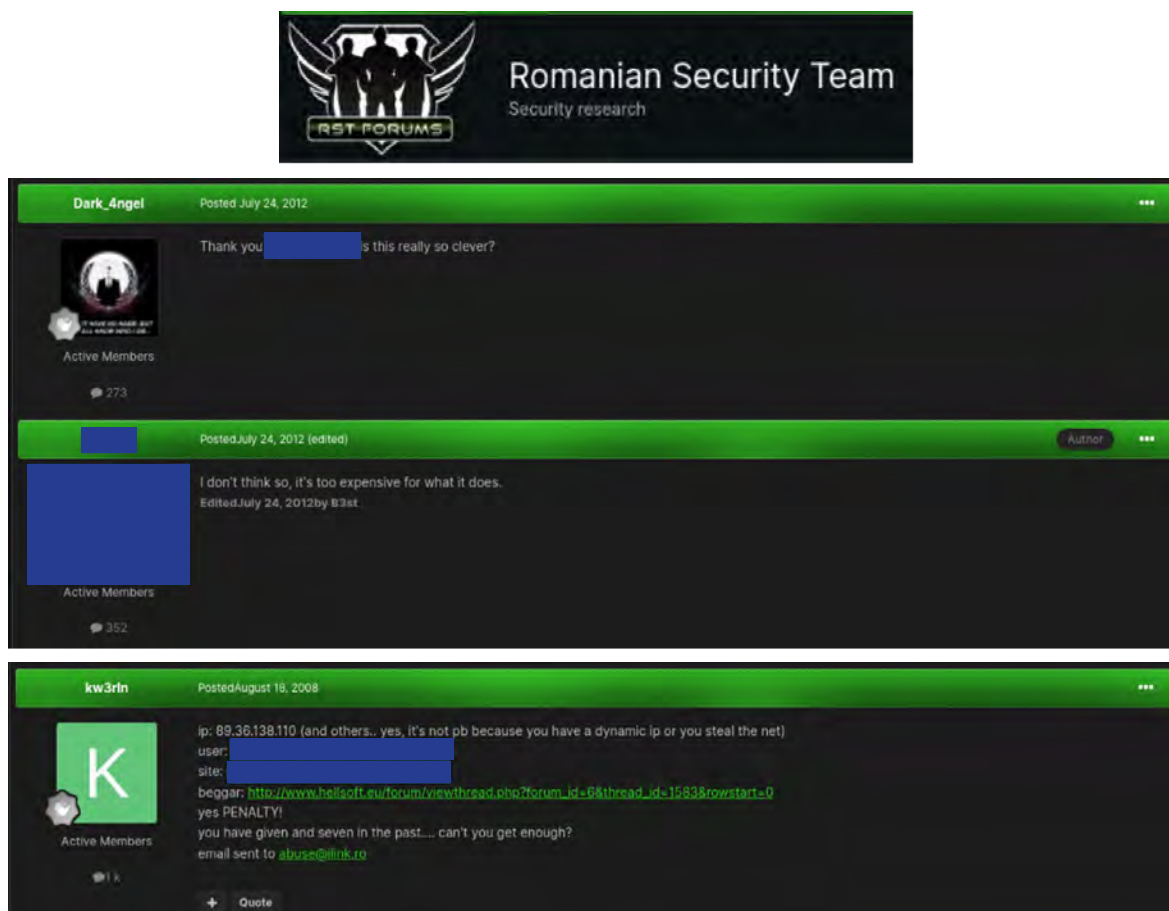 RST FORUMS
Romanian Security Team
Security research
Dark_4ngel
Posted July 24, 2012
•••
Thank you is this really so clever?
Active Members
273
PostedJuly 24, 2012 (edited)
Author
•••
I don't think so, it's too expensive for what it does.
EditedJuly 24, 2012by B3st
Active Members
352
kw3rln
PostedAugust 18, 2008
•••
K
ip: 89.36.138.110 (and others.. yes, it's not pb because you have a dynamic ip or you steal the net)
user:
site:
beggar: http://www.hellsoft.eu/forum/viewthread.php?forum_id=6&thread_id=1583&rowstart=0
yes PENALTY!
you have given and seven in the past.... can't you get enough?
email sent to abuse@ilink.ro
Active Members
1 k
+ Quote